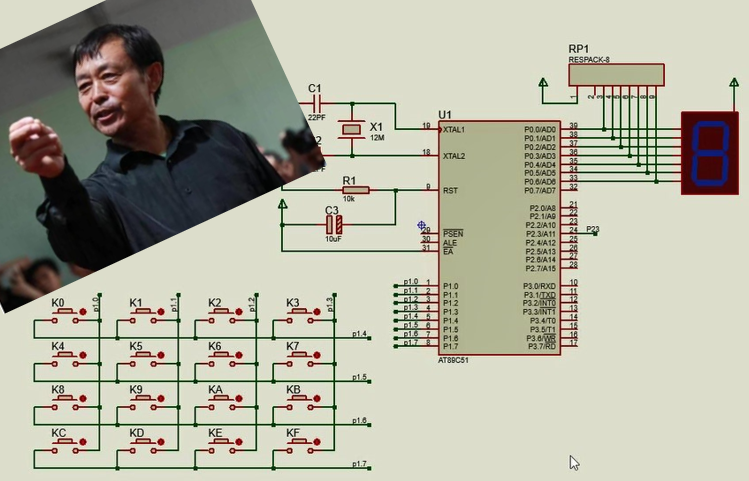 RP1
RESPACK-8
1
2
3
4
5
6
7
8
9
C1
22PF
X1
12M
R1
10k
C3
10uF
U1
19 XTAL1
18 XTAL2
9 RST
29 PSEN
30 ALE
31 EA
1 P1.0
2 P1.1
3 P1.2
4 P1.3
5 P1.4
6 P1.5
7 P1.6
8 P1.7
P0.0/AD0 39
P0.1/AD1 38
P0.2/AD2 37
P0.3/AD3 36
P0.4/AD4 35
P0.5/AD5 34
P0.6/AD6 33
P0.7/AD7 32
P2.0/A8 21
P2.1/A9 22
P2.2/A10 23
P2.3/A11 24 P23
P2.4/A12 25
P2.5/A13 26
P2.6/A14 27
P2.7/A15 28
P3.0/RXD 10
P3.1/TXD 11
P3.2/INT0 12
P3.3/INT1 13
P3.4/T0 14
P3.5/T1 15
P3.6/WR 16
P3.7/RD 17
AT89C51
8
p1.0
p1.1
p1.2
p1.3
p1.4
p1.5
p1.6
p1.7
p1.0 p1.1 p1.2 p1.3
K0 K1 K2 K3
p1.4
K4 K5 K6 K7
p1.5
K8 K9 KA KB
p1.6
KC KD KE KF
p1.7